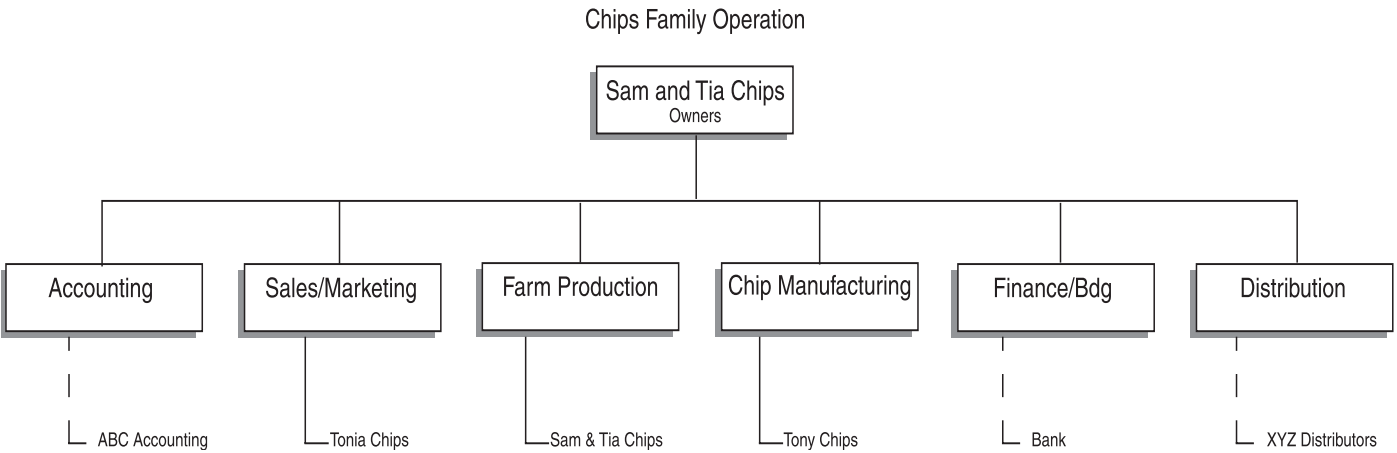 Chips Family Operation
Sam and Tia Chips
Owners
Accounting
Sales/Marketing
Farm Production
Chip Manufacturing
Finance/Bdg
Distribution
ABC Accounting
Tonia Chips
Sam & Tia Chips
Tony Chips
Bank
XYZ Distributors